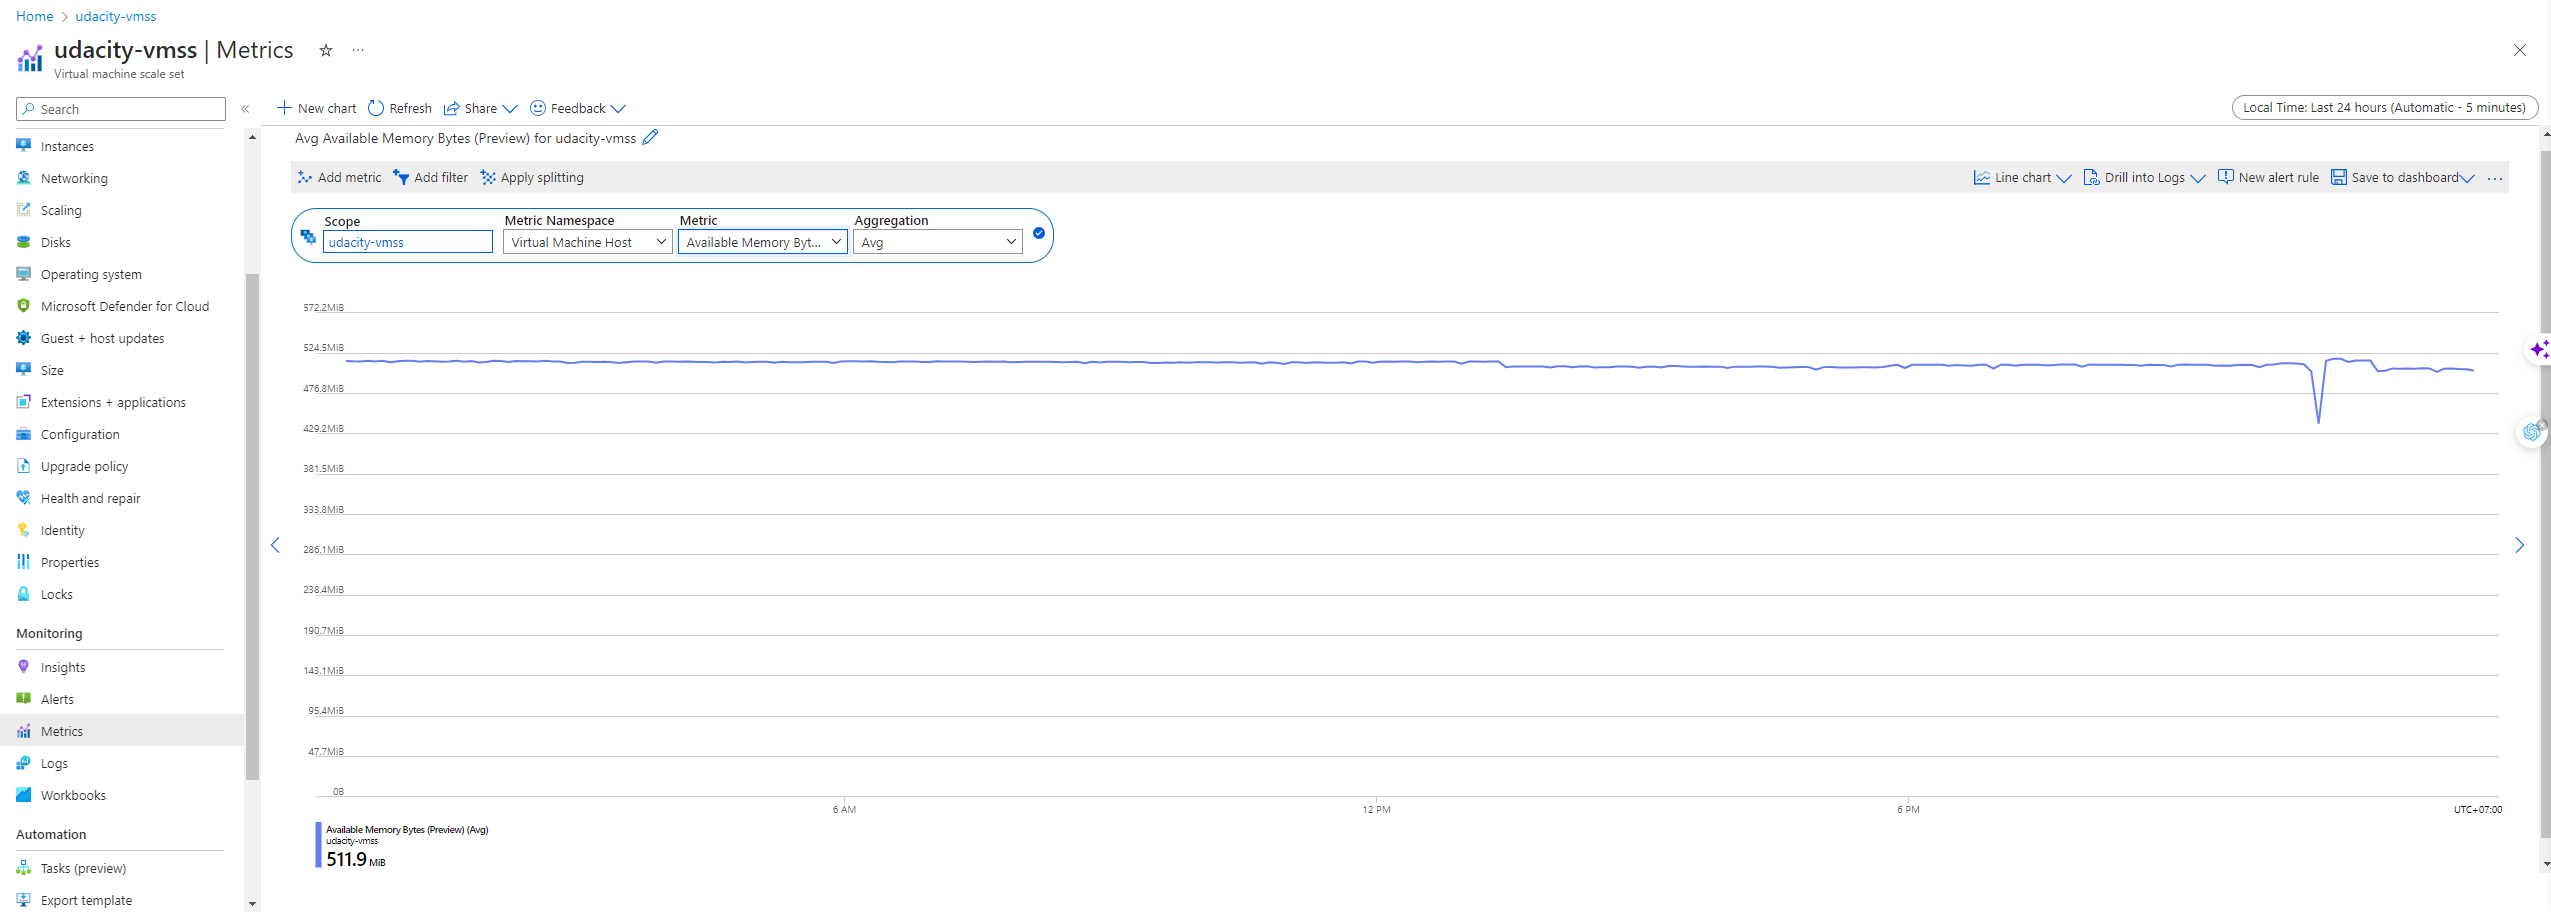 Home > udacity-vmss
udacity-vmss | Metrics
Virtual machine scale set
Search
Instances
Networking
Scaling
Disks
Operating system
Microsoft Defender for Cloud
Guest + host updates
Size
Extensions + applications
Configuration
Upgrade policy
Health and repair
Identity
Properties
Locks
Monitoring
Insights
Alerts
Metrics
Logs
Workbooks
Automation
Tasks (preview)
Export template
New chart Refresh Share Feedback
Local Time: Last 24 hours (Automatic - 5 minutes)
Avg Available Memory Bytes (Preview) for udacity-vmss
Add metric Add filter Apply splitting
Line chart Drill into Logs New alert rule Save to dashboard ...
Scope Metric Namespace Metric Aggregation
udacity-vmss Virtual Machine Host Available Memory Byt... Avg
572.2MiB
524.5MiB
476.8MiB
429.2MiB
381.5MiB
333.8MiB
286.1MiB
238.4MiB
190.7MiB
143.1MiB
95.4MiB
47.7MiB
0B
6 AM 12 PM 6 PM UTC+07:00
Available Memory Bytes (Preview) (Avg)
udacity-vmss
511.9 MiB